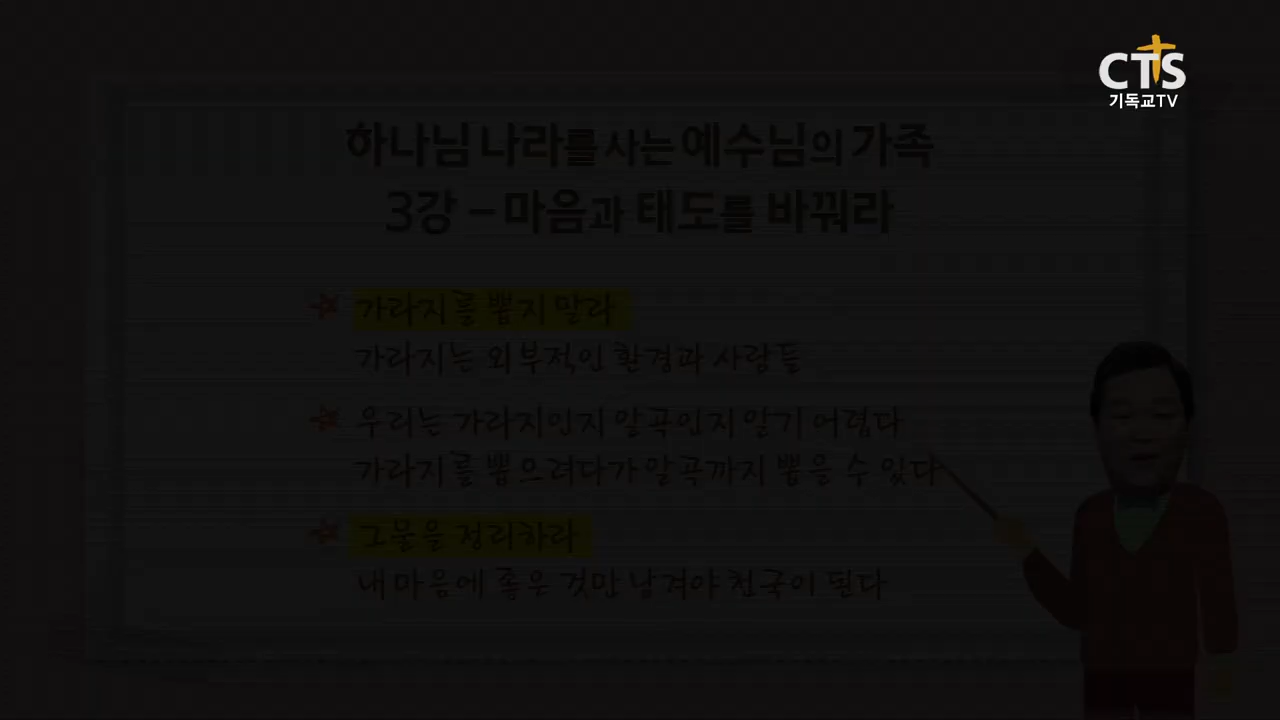 CTS
기독교TV
하나님 나라를 사는 예수님의 가족
3강 - 마음과 태도를 바꿔라
가라지를 뽑지 말라
가라지는 외부적인 환경과 사람들
우리는 가라지인지 알곡인지 알기 어렵다
가라지를 뽑으려다가 알곡까지 뽑을 수 있다
그물을 정리하라
내 마음에 좋은 것만 남겨야 천국이 된다